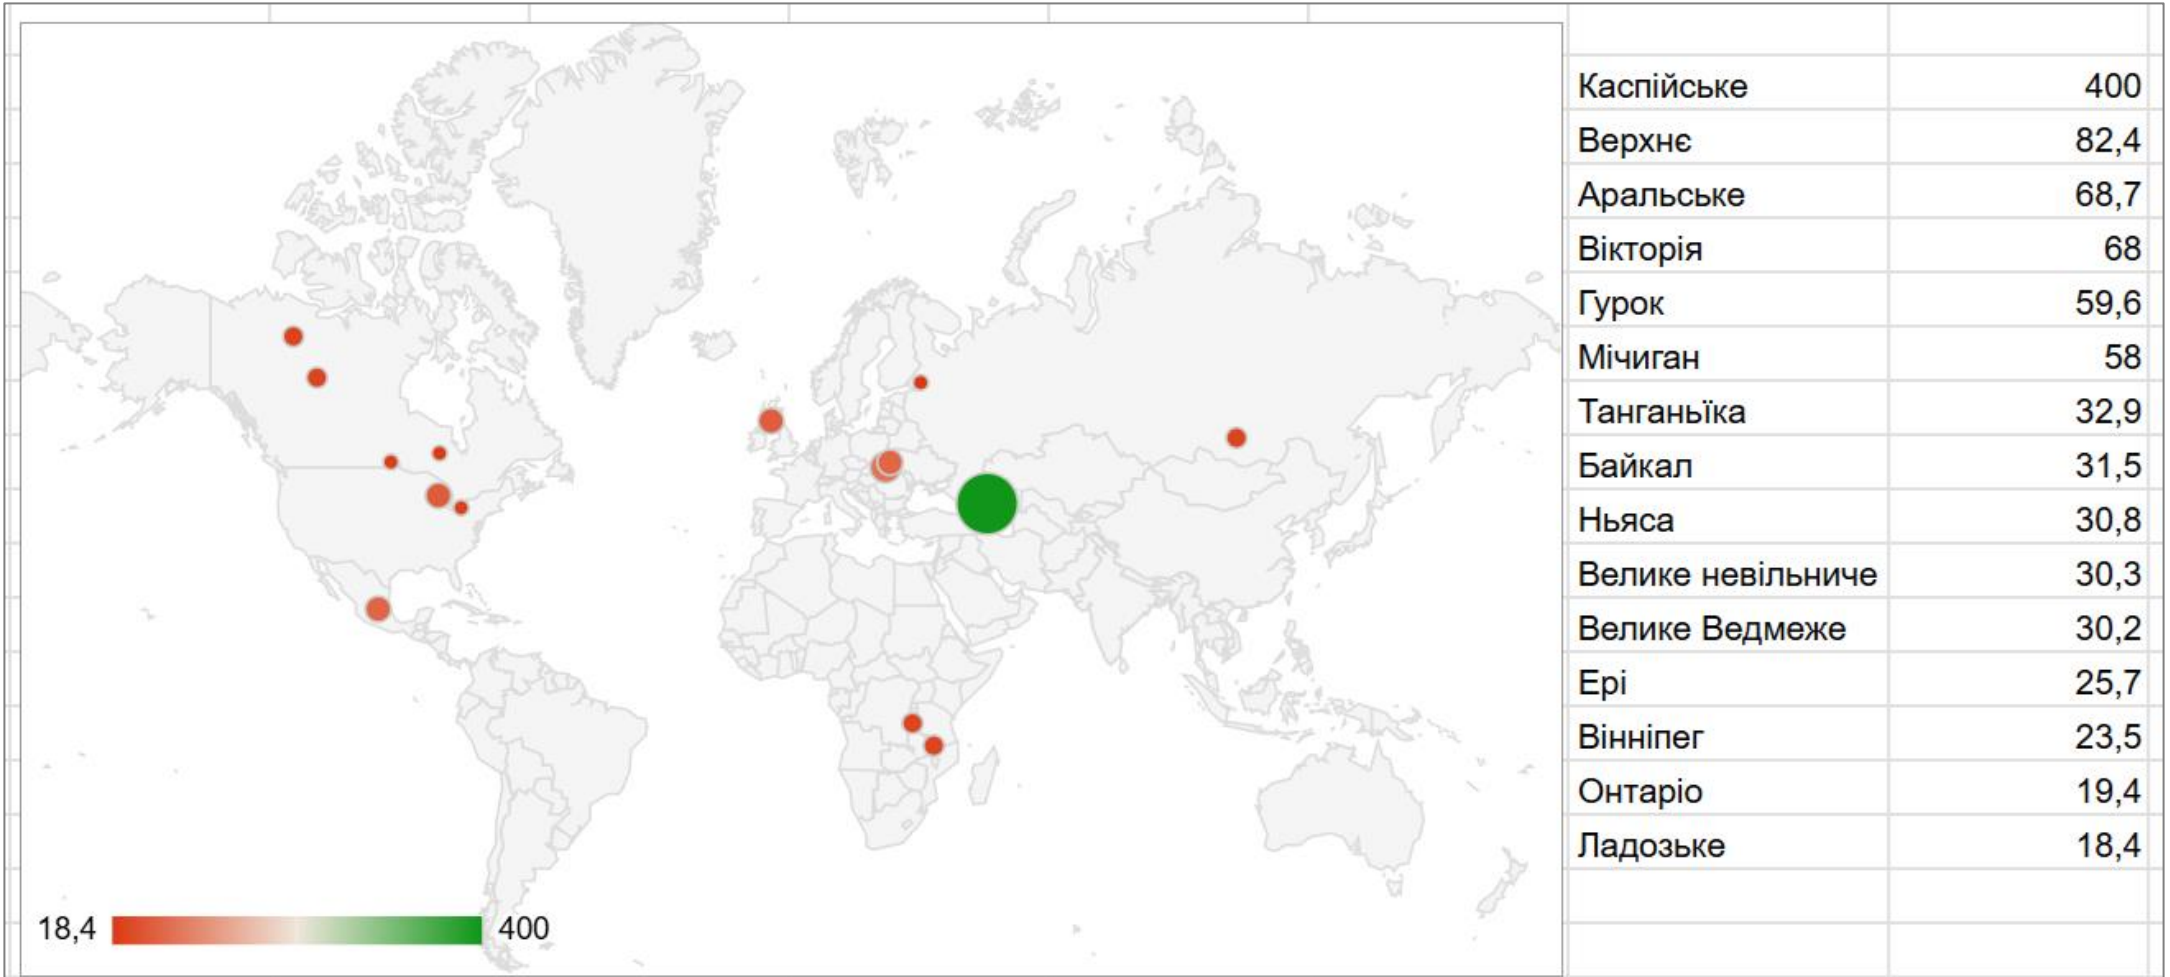 Каспійське 400
Верхнє 82,4
Аральське 68,7
Вікторія 68
Гурок 59,6
Мічиган 58
Танганьїка 32,9
Байкал 31,5
Ньяса 30,8
Велике невільниче 30,3
Велике Ведмеже 30,2
Ері 25,7
Вінніпег 23,5
Онтаріо 19,4
Ладозьке 18,4
18,4 400